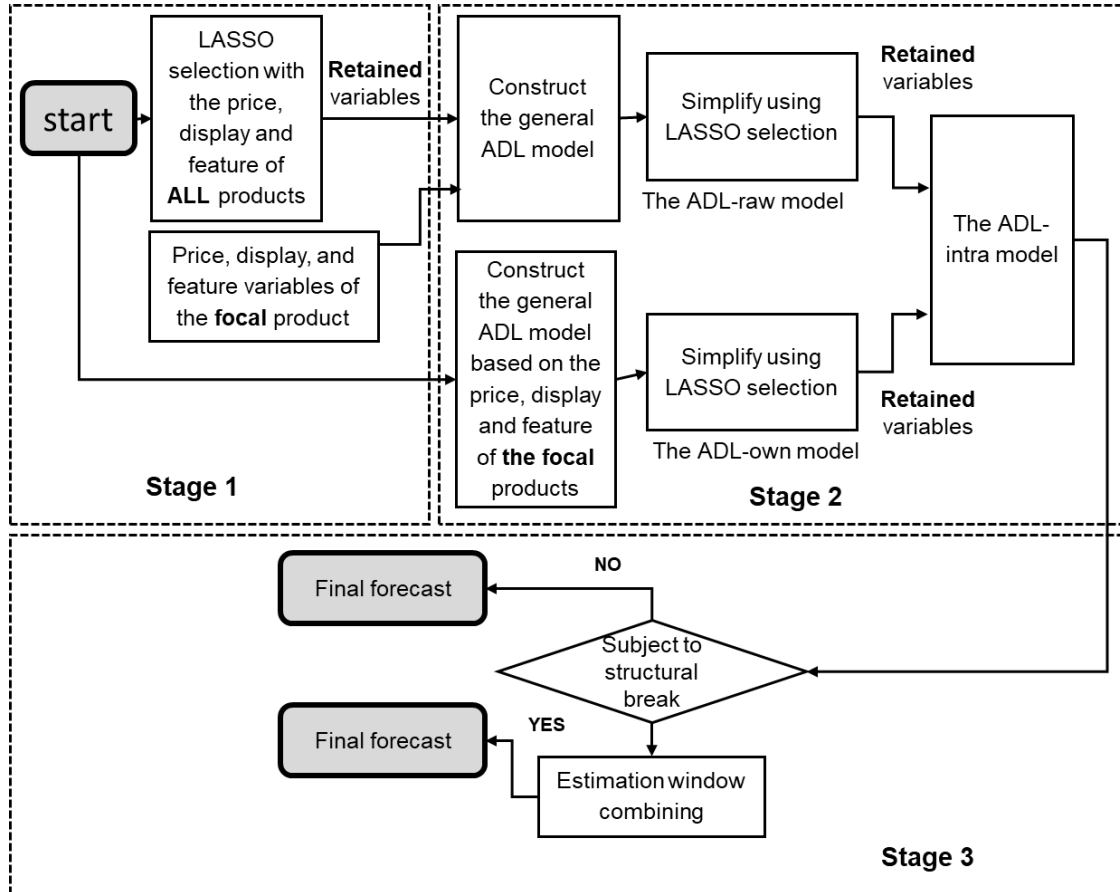 start
LASSO
selection with
the price,
display and
feature of
ALL products
Retained
variables
Price, display, and
feature variables of
the focal product
Stage 1
Construct
the general
ADL model
Simplify using
LASSO selection
The ADL-raw model
Retained
variables
Construct
the general
ADL model
based on the
price, display
and feature
of the focal
products
Simplify using
LASSO selection
The ADL-own model
Retained
variables
The ADL-
intra model
Stage 2
Final forecast
NO
Subject to
structural
break
Final forecast
YES
Estimation window
combining
Stage 3